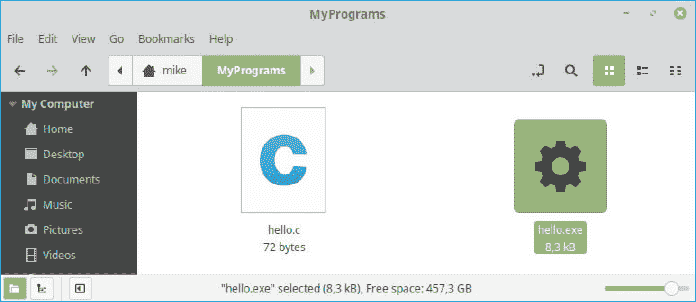 MyPrograms
File Edit View Go Bookmarks Help
mike MyPrograms
My Computer
Home
Desktop
Documents
Music
Pictures
Videos
C
hello.c
72 bytes
hello.exe
8,3 kB
"hello.exe" selected (8,3 kB), Free space: 457,3 GB